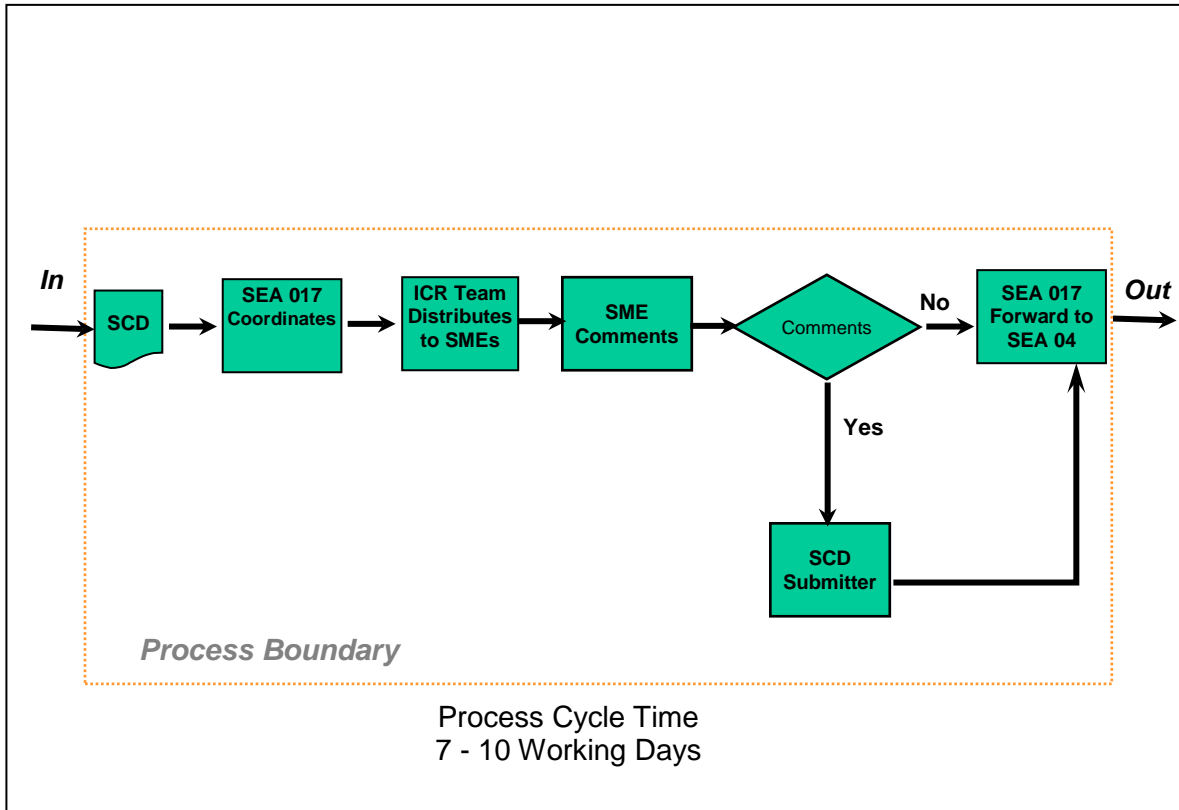 In
SCD
SEA 017
Coordinates
ICR Team
Distributes
to SMEs
SME
Comments
Comments
No
SEA 017
Forward to
SEA 04
Out
Yes
SCD
Submitter
Process Boundary
Process Cycle Time
7 - 10 Working Days